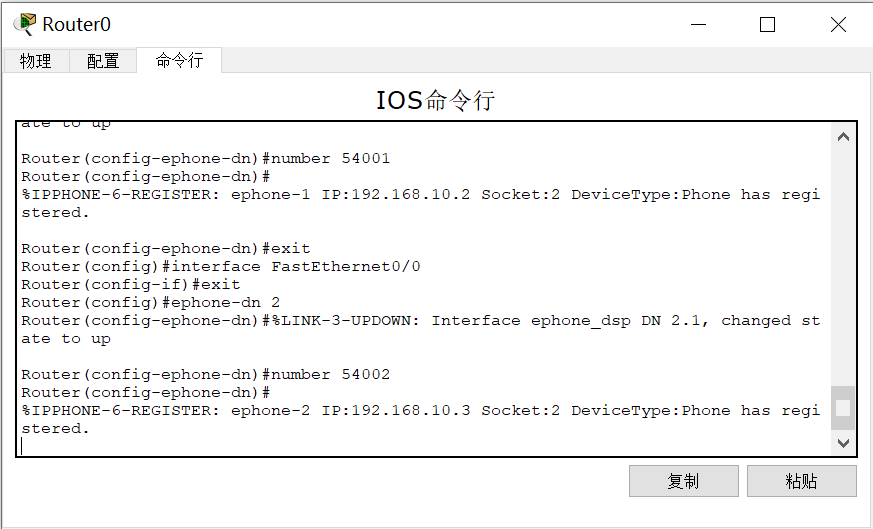 Router0
物理 配置 命令行
IOS命令行
ate to up
Router(config-ephone-dn)#number 54001
Router(config-ephone-dn)#
%IPPHONE-6-REGISTER: ephone-1 IP:192.168.10.2 Socket:2 DeviceType:Phone has regi
stered.
Router(config-ephone-dn)#exit
Router(config)#interface FastEthernet0/0
Router(config-if)#exit
Router(config)#ephone-dn 2
Router(config-ephone-dn)#%LINK-3-UPDOWN: Interface ephone_dsp DN 2.1, changed st
ate to up
Router(config-ephone-dn)#number 54002
Router(config-ephone-dn)#
%IPPHONE-6-REGISTER: ephone-2 IP:192.168.10.3 Socket:2 DeviceType:Phone has regi
stered.
复制 粘贴